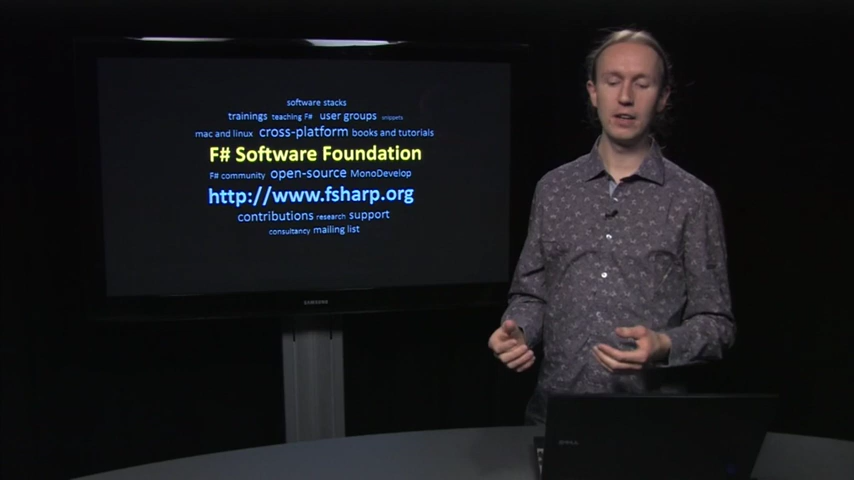 software stacks
trainings teaching F# user groups snippets
mac and linux cross-platform books and tutorials
F# Software Foundation
F# community open-source MonoDevelop
http://www.fsharp.org
contributions research support
consultancy mailing list
SAMSUNG
DELL